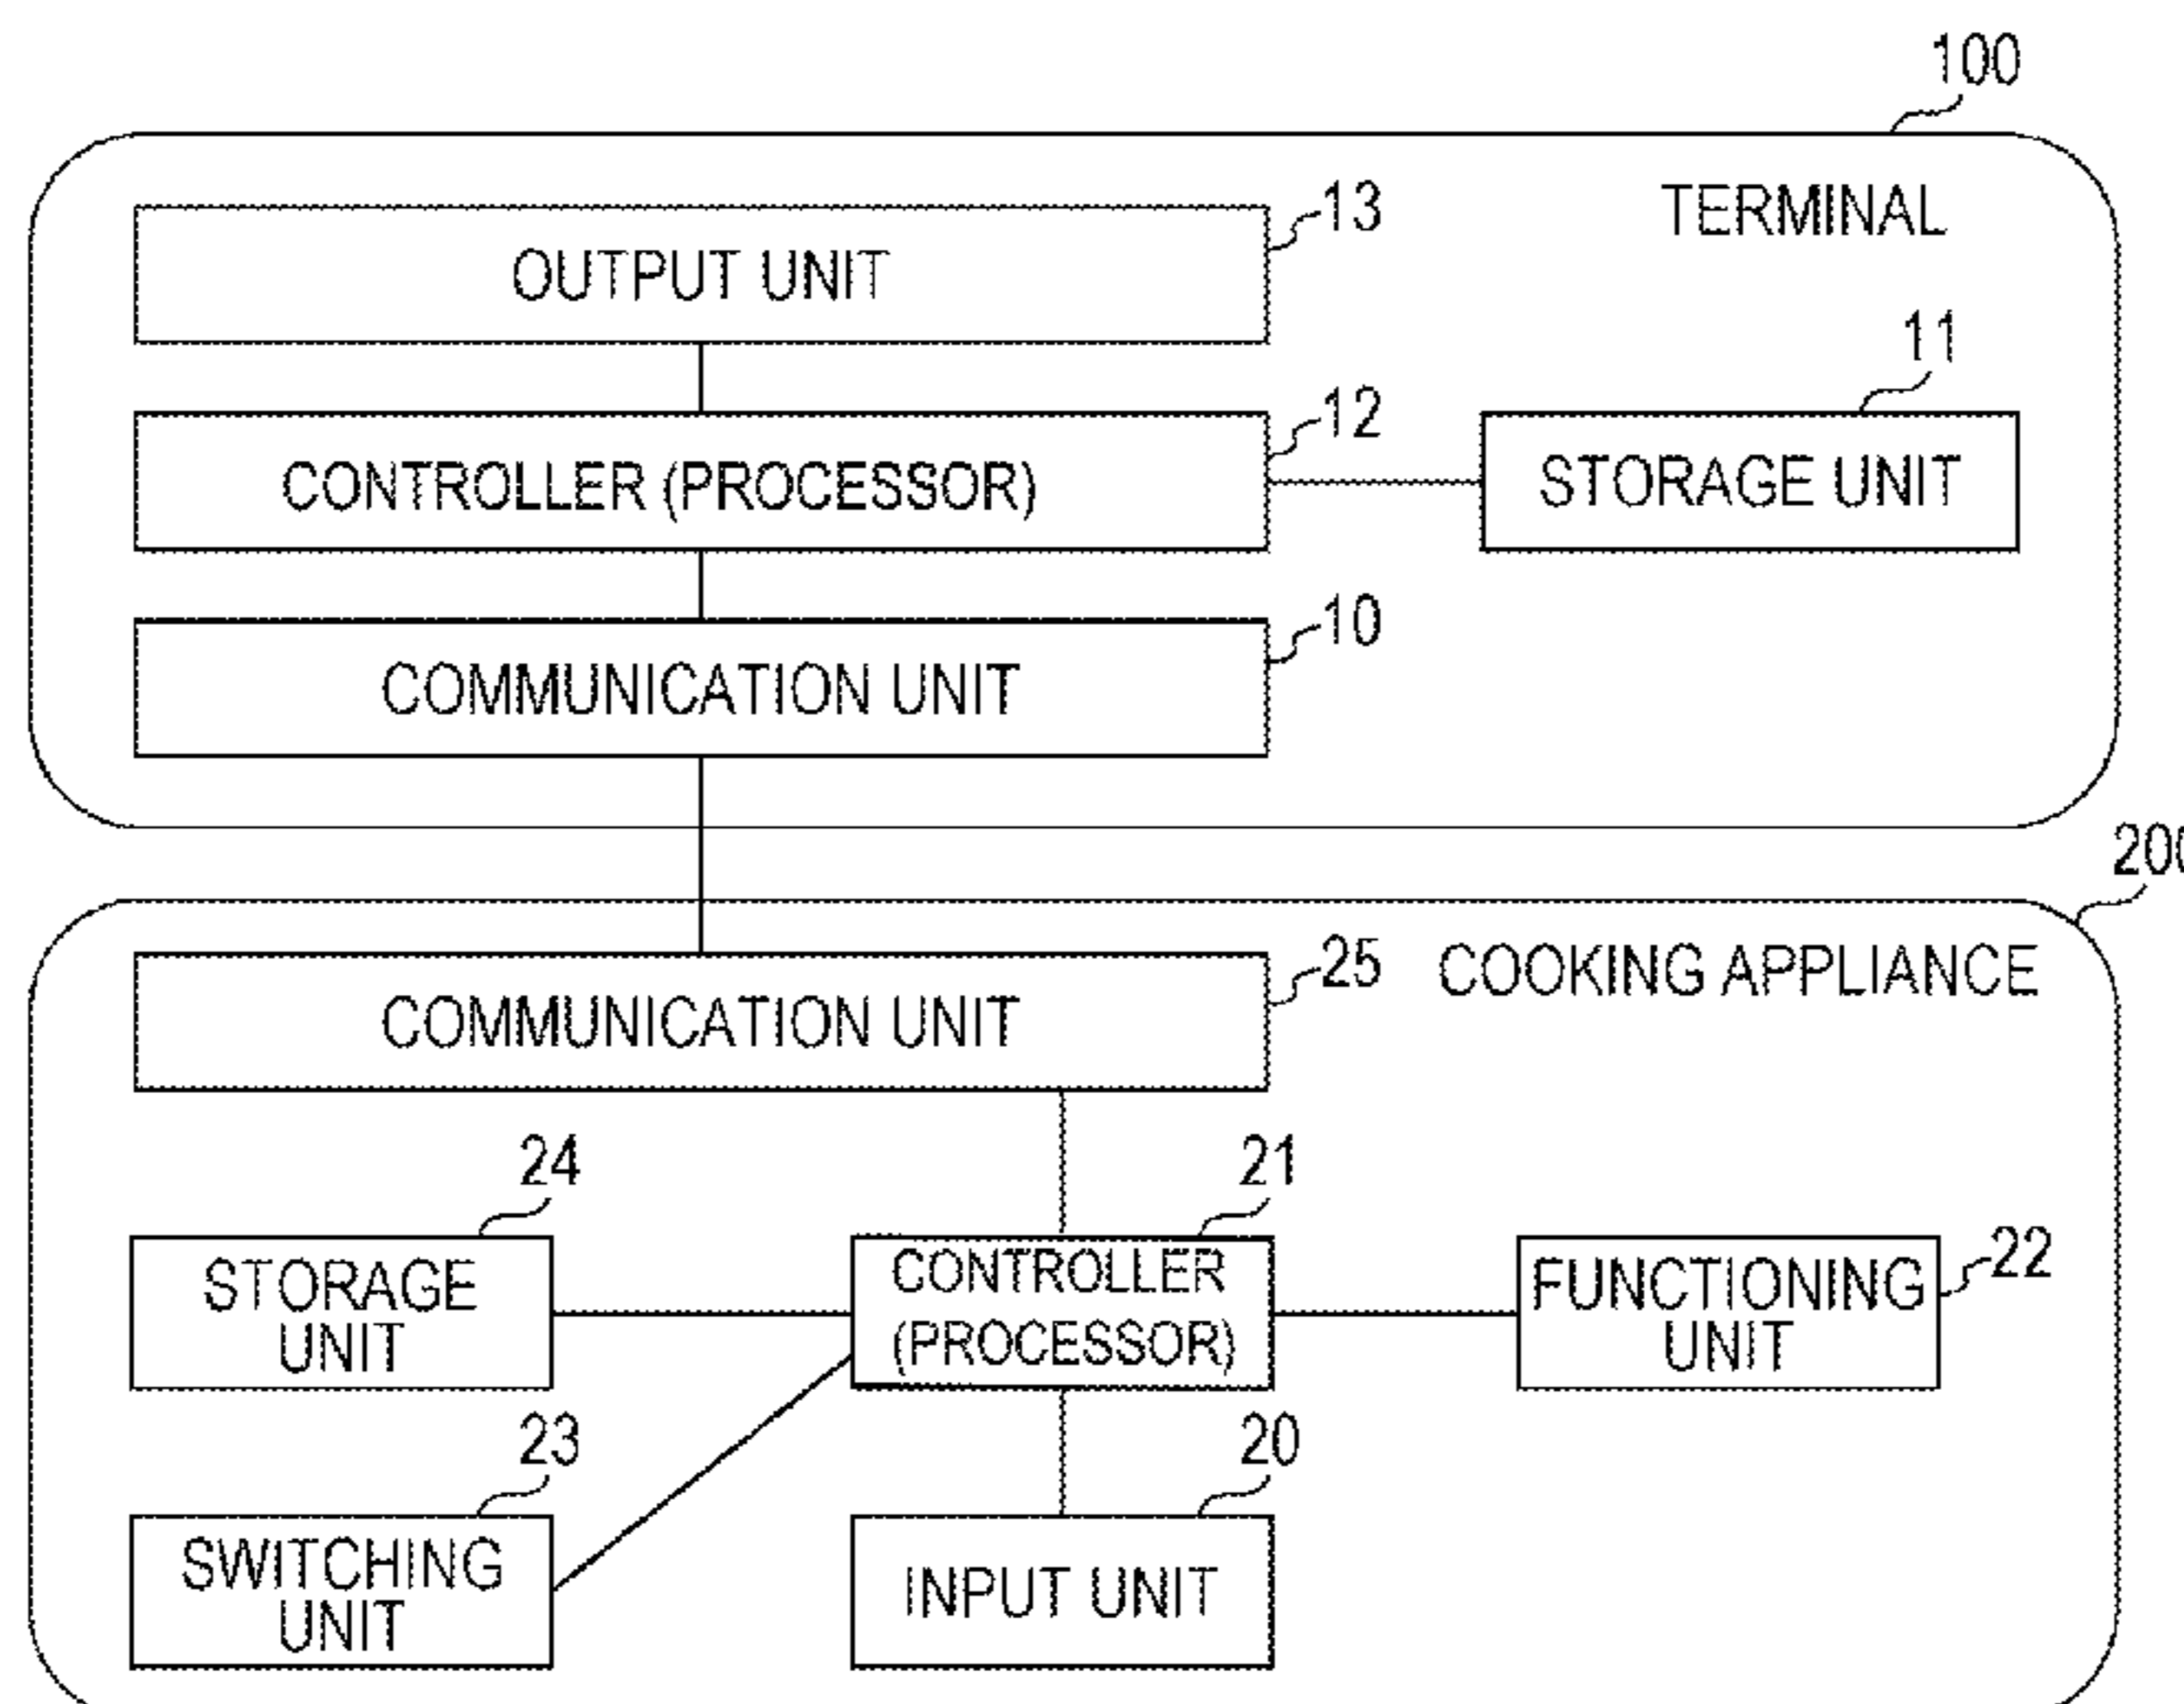 100
TERMINAL
13
OUTPUT UNIT
11
12
CONTROLLER (PROCESSOR)
STORAGE UNIT
10
COMMUNICATION UNIT
200
COOKING APPLIANCE
25
COMMUNICATION UNIT
24
STORAGE
UNIT
21
CONTROLLER
(PROCESSOR)
22
FUNCTIONING
UNIT
23
SWITCHING
UNIT
20
INPUT UNIT